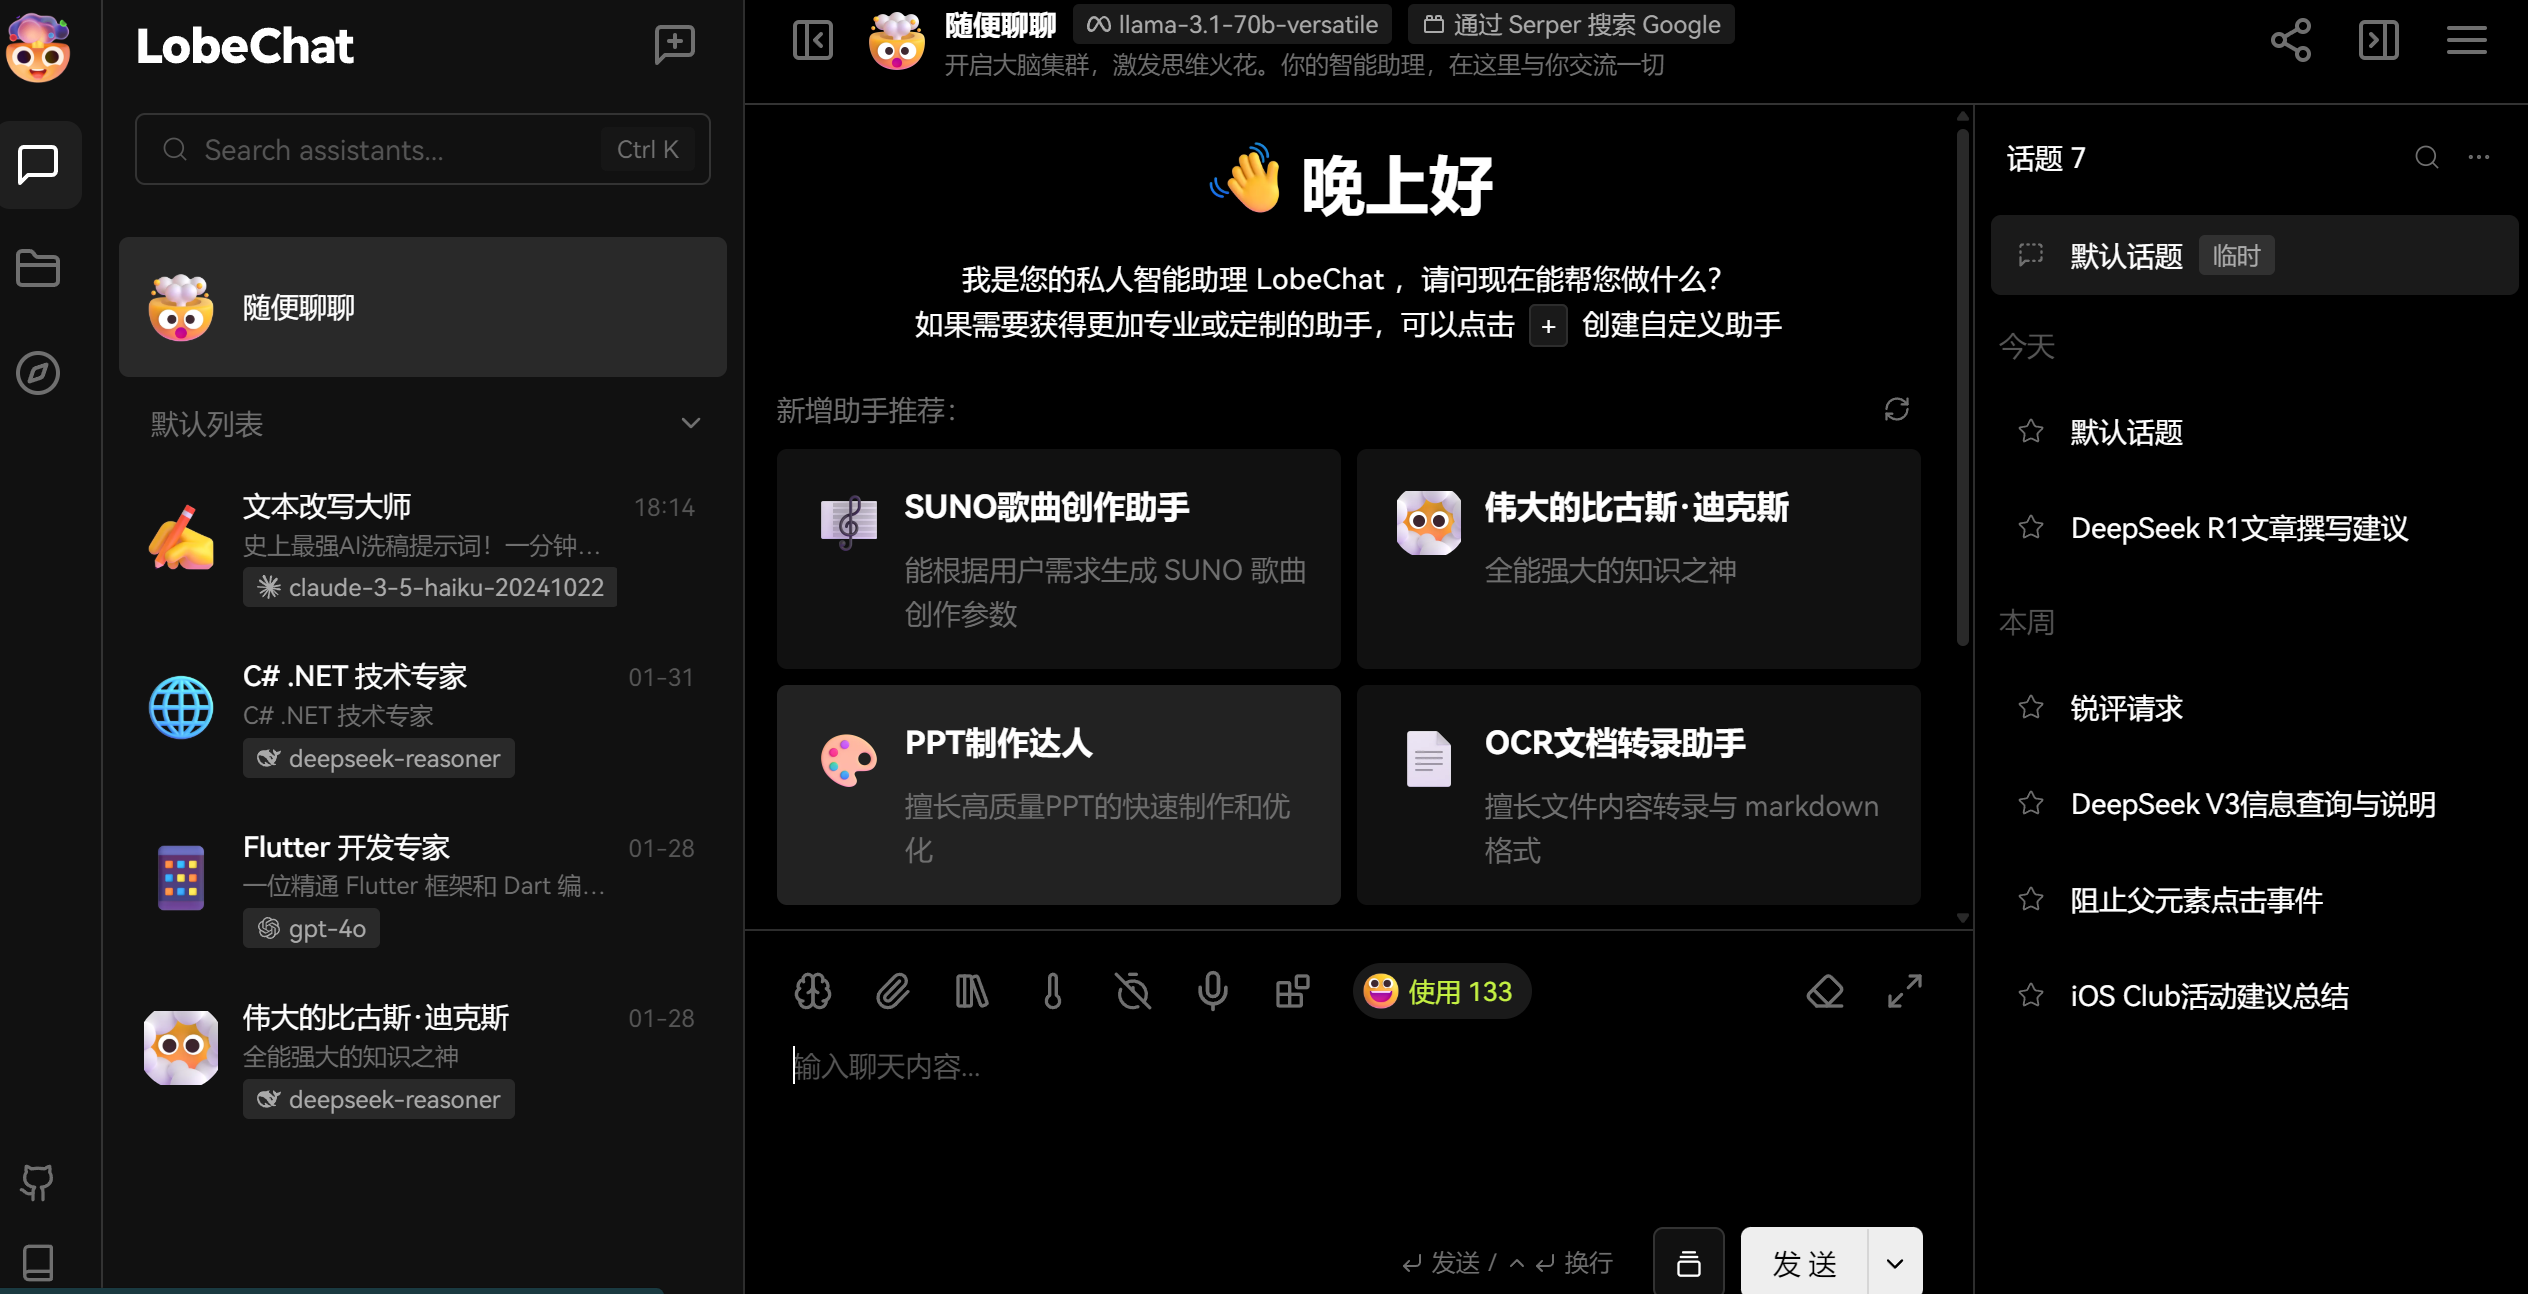 LobeChat
Search assistants...
Ctrl K
随便聊聊
默认列表
文本改写大师
18:14
史上最强AI洗稿提示词！一分钟...
claude-3-5-haiku-20241022
C# .NET 技术专家
01-31
C# .NET 技术专家
deepseek-reasoner
Flutter 开发专家
01-28
一位精通 Flutter 框架和 Dart 编...
gpt-4o
伟大的比古斯·迪克斯
01-28
全能强大的知识之神
deepseek-reasoner
随便聊聊
llama-3.1-70b-versatile
通过 Serper 搜索 Google
开启大脑集群，激发思维火花。你的智能助理，在这里与你交流一切
晚上好
我是您的私人智能助理 LobeChat ，请问现在能帮您做什么？
如果需要获得更加专业或定制的助手，可以点击 + 创建自定义助手
新增助手推荐：
SUNO歌曲创作助手
能根据用户需求生成 SUNO 歌曲
创作参数
伟大的比古斯·迪克斯
全能强大的知识之神
PPT制作达人
擅长高质量PPT的快速制作和优
化
OCR文档转录助手
擅长文件内容转录与 markdown
格式
使用 133
输入聊天内容...
↵ 发送 / ^ ↵ 换行
发 送
话题 7
默认话题
临时
今天
默认话题
DeepSeek R1文章撰写建议
本周
锐评请求
DeepSeek V3信息查询与说明
阻止父元素点击事件
iOS Club活动建议总结